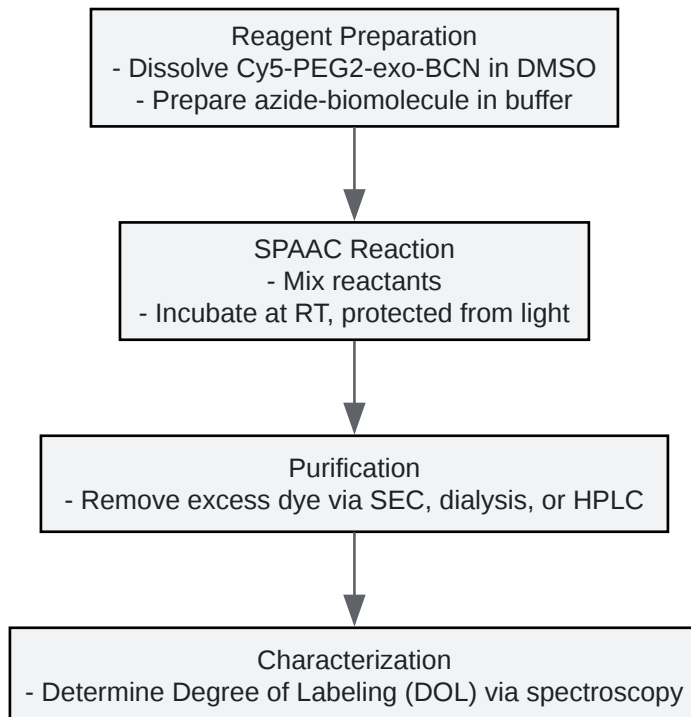 Reagent Preparation
- Dissolve Cy5-PEG2-exo-BCN in DMSO
- Prepare azide-biomolecule in buffer
SPAAC Reaction
- Mix reactants
- Incubate at RT, protected from light
Purification
- Remove excess dye via SEC, dialysis, or HPLC
Characterization
- Determine Degree of Labeling (DOL) via spectroscopy